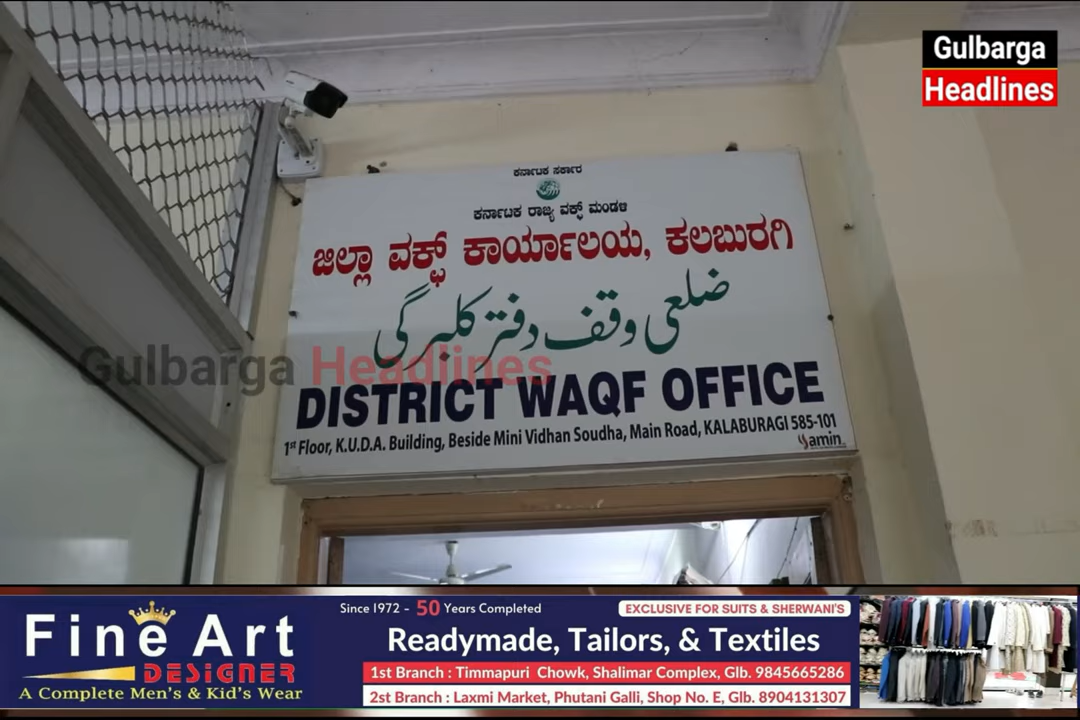 Gulbarga
Headlines
ಕರ್ನಾಟಕ ಸರ್ಕಾರ
ಕರ್ನಾಟಕ ರಾಜ್ಯ ವಕ್ಫ್ ಮಂಡಳಿ
ಜಿಲ್ಲಾ ವಕ್ಫ್ ಕಾರ್ಯಾಲಯ, ಕಲಬುರಗಿ
ضلعی وقف دفتر کلبرگی
Gulbarga Headlines
DISTRICT WAQF OFFICE
1st Floor, K.U.D.A. Building, Beside Mini Vidhan Soudha, Main Road, KALABURAGI 585-101
amin
Fine Art
DESIGNER
A Complete Men's & Kid's Wear
Since 1972 - 50 Years Completed
EXCLUSIVE FOR SUITS & SHERWANI'S
Readymade, Tailors, & Textiles
1st Branch : Timmapuri Chowk, Shalimar Complex, Glb. 9845665286
2st Branch : Laxmi Market, Phutani Galli, Shop No. E, Glb. 8904131307